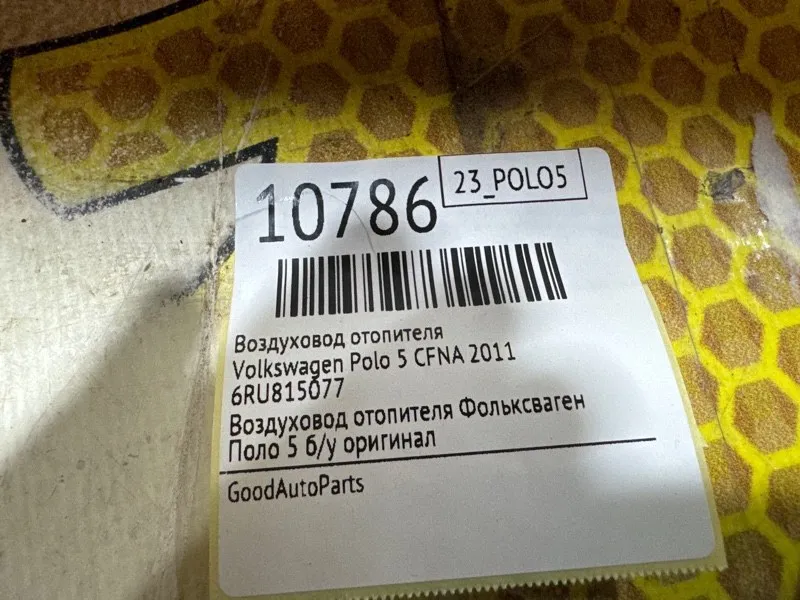 10786
23_POLO5
Воздуховод отопителя
Volkswagen Polo 5 CFNA 2011
6RU815077
Воздуховод отопителя Фольксваген
Поло 5 б/у оригинал
GoodAutoParts